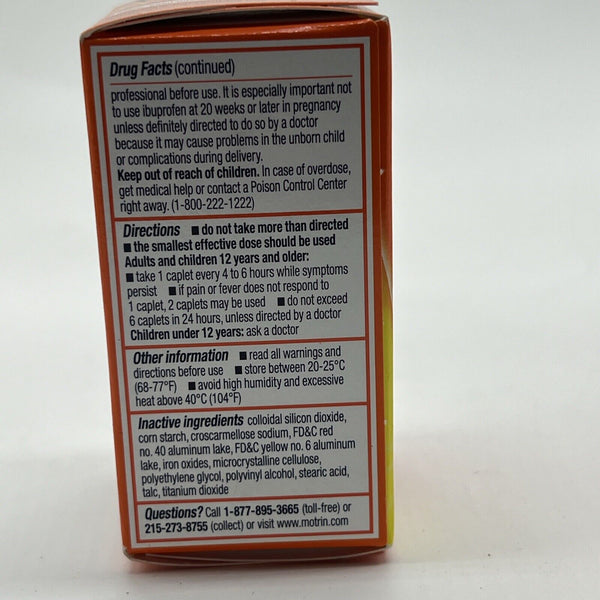 Drug Facts (continued)
professional before use. It is especially important not
to use ibuprofen at 20 weeks or later in pregnancy
unless definitely directed to do so by a doctor
because it may cause problems in the unborn child
or complications during delivery.
Keep out of reach of children. In case of overdose,
get medical help or contact a Poison Control Center
right away. (1-800-222-1222)
Directions ■ do not take more than directed
■ the smallest effective dose should be used
Adults and children 12 years and older:
■ take 1 caplet every 4 to 6 hours while symptoms
persist ■ if pain or fever does not respond to
1 caplet, 2 caplets may be used ■ do not exceed
6 caplets in 24 hours, unless directed by a doctor
Children under 12 years: ask a doctor
Other information ■ read all warnings and
directions before use ■ store between 20-25°C
(68-77°F) ■ avoid high humidity and excessive
heat above 40°C (104°F)
Inactive ingredients colloidal silicon dioxide,
corn starch, croscarmellose sodium, FD&C red
no. 40 aluminum lake, FD&C yellow no. 6 aluminum
lake, iron oxides, microcrystalline cellulose,
polyethylene glycol, polyvinyl alcohol, stearic acid,
talc, titanium dioxide
Questions? Call 1-877-895-3665 (toll-free) or
215-273-8755 (collect) or visit www.motrin.com